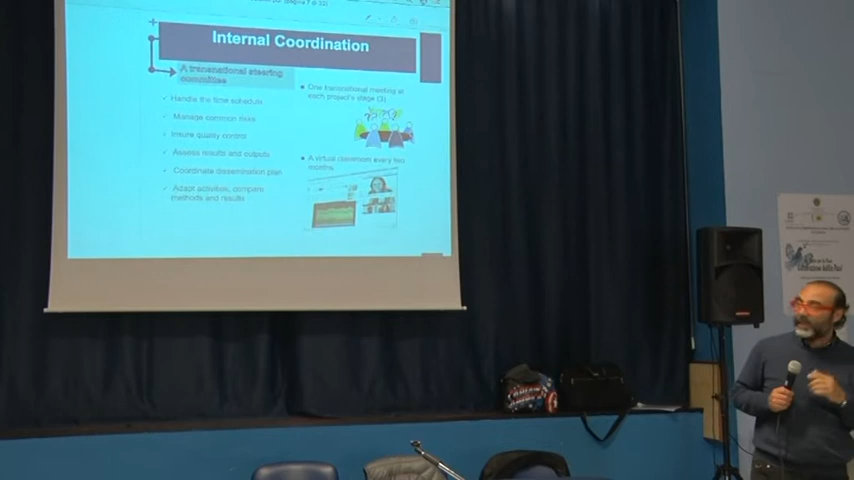 Internal Coordination
A transnational steering
committee
One transnational meeting at
each project's stage (3)
Handle the time schedule
Manage common risks
Insure quality control
Assess results and outputs
Coordinate dissemination plan
Adapt activities, compare
methods and results
A virtual classroom every two
months